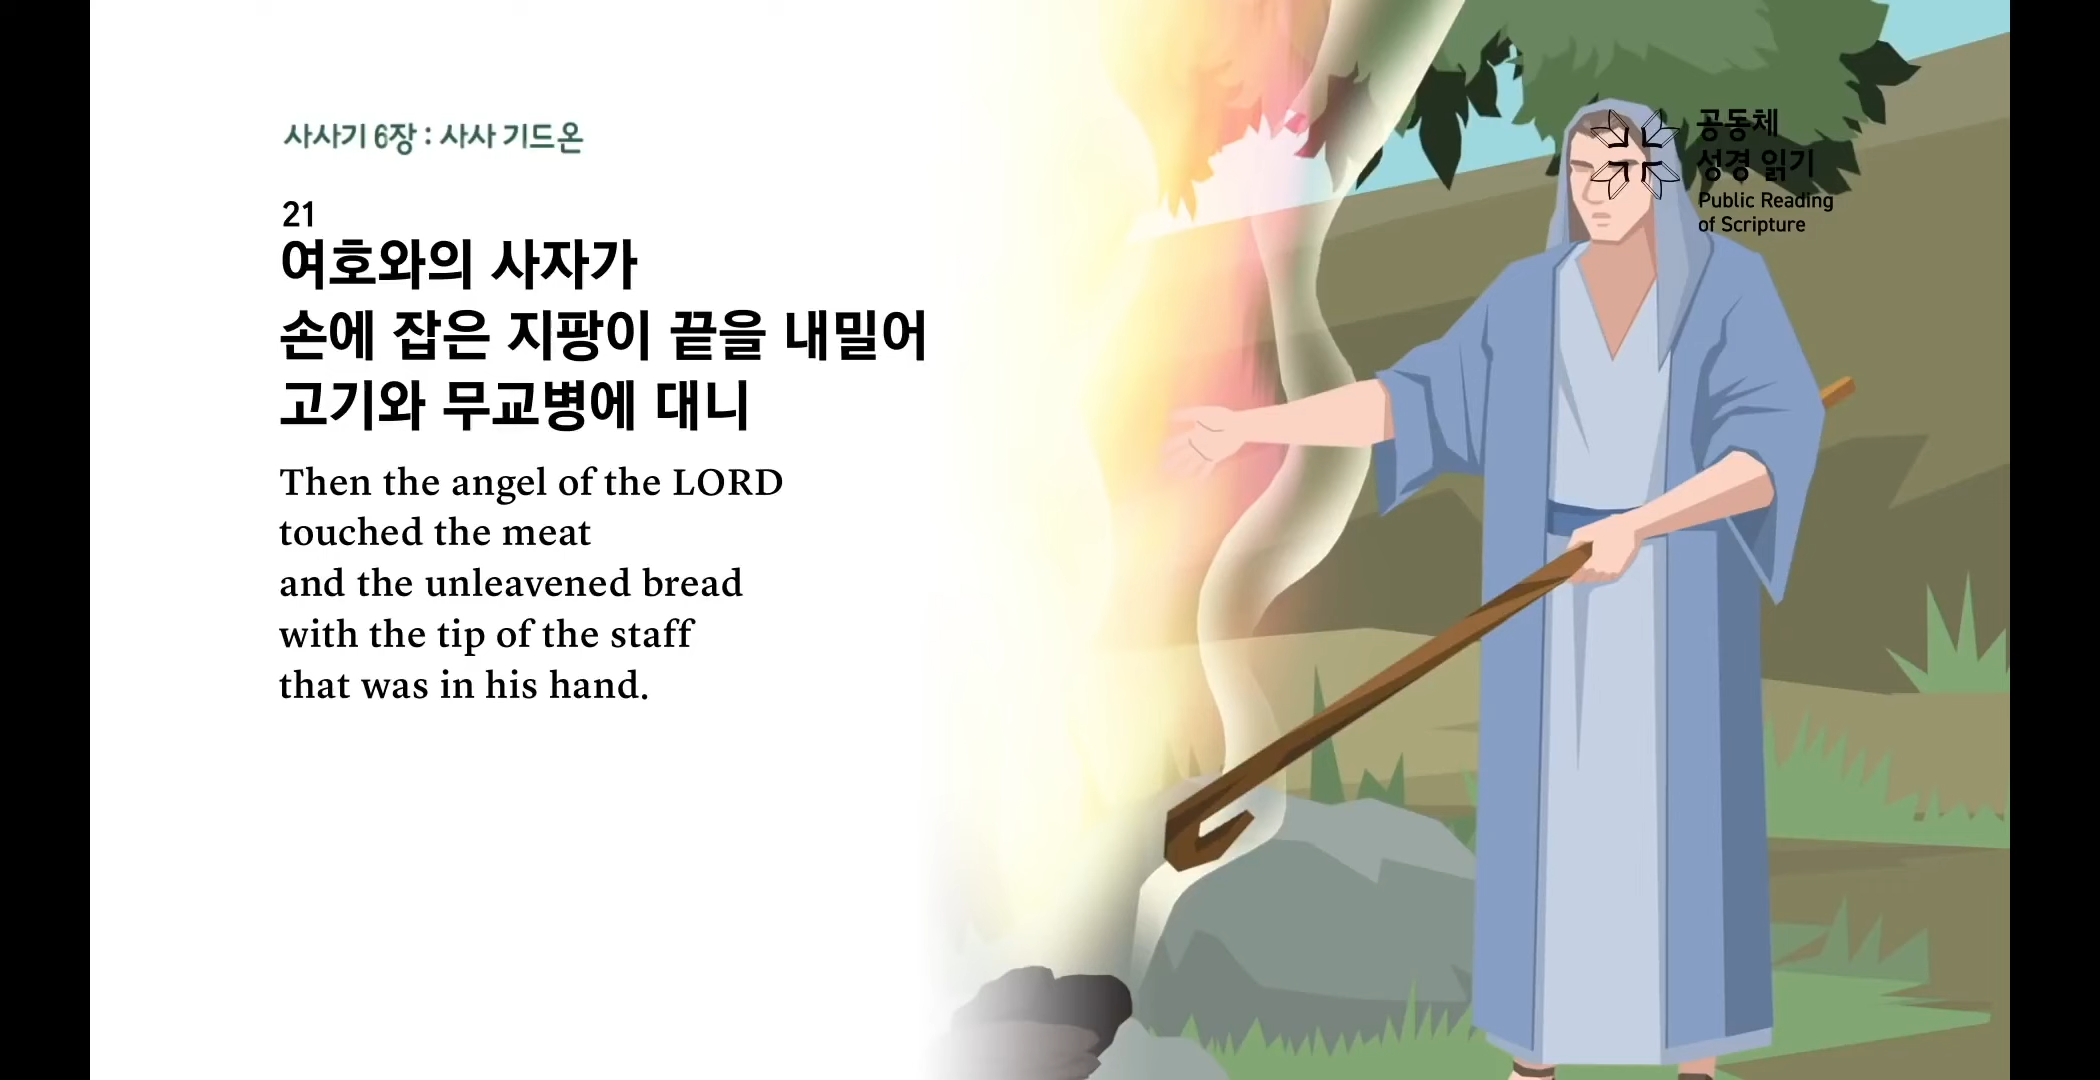 사사기 6장 : 사사 기드온
공동체
성경 읽기
Public Reading
of Scripture
21
여호와의 사자가
손에 잡은 지팡이 끝을 내밀어
고기와 무교병에 대니
Then the angel of the LORD
touched the meat
and the unleavened bread
with the tip of the staff
that was in his hand.